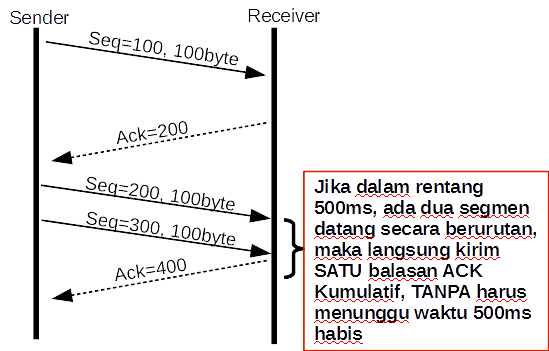 Sender
Receiver
Seq=100, 100byte
Ack=200
Seq=200, 100byte
Seq=300, 100byte
Ack=400
Jika dalam rentang
500ms, ada dua segmen
datang secara berurutan,
maka langsung kirim
SATU balasan ACK
Kumulatif, TANPA harus
menunggu waktu 500ms
habis